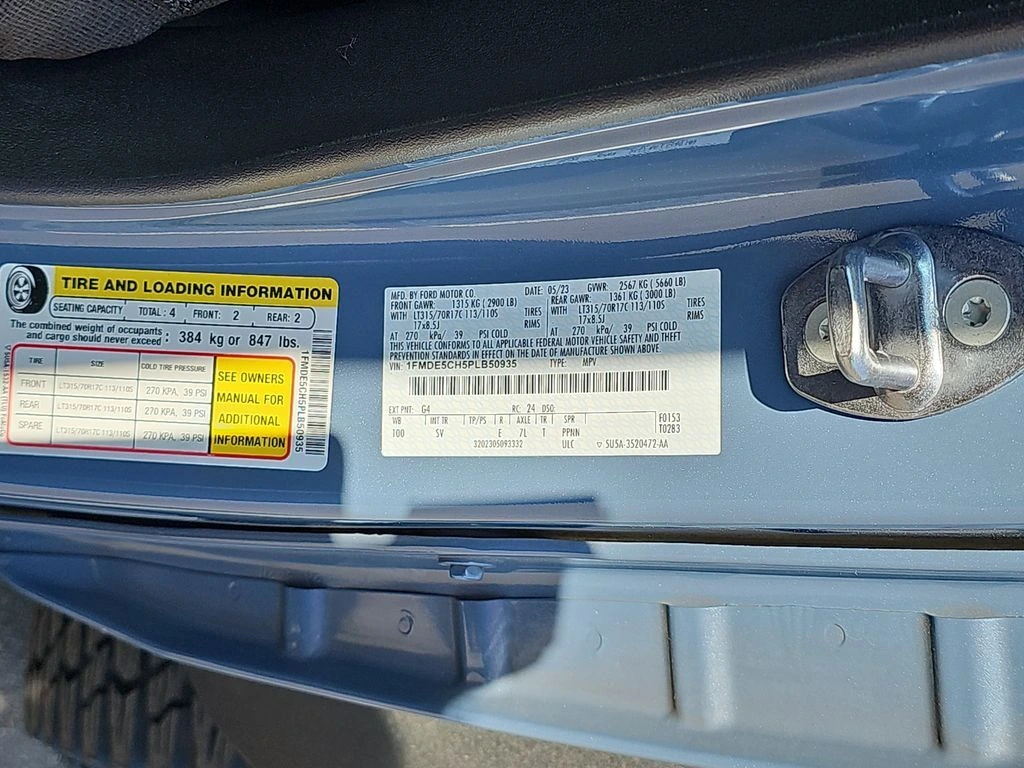 TIRE AND LOADING INFORMATION
SEATING CAPACITY TOTAL: 4 FRONT: 2 REAR: 2
The combined weight of occupants
and cargo should never exceed: 384 kg or 847 lbs.
TIRE SIZE COLD TIRE PRESSURE
FRONT LT315/70R17C 113/110S 270 KPA, 39 PSI
REAR LT315/70R17C 113/110S 270 KPA, 39 PSI
SPARE LT315/70R17C 113/110S 270 KPA, 39 PSI
SEE OWNERS
MANUAL FOR
ADDITIONAL
INFORMATION
1FMDE5CH5PLB50935
MFD. BY FORD MOTOR CO. DATE: 05/23 GVWR: 2567 KG ( 5660 LB)
FRONT GAWR: 1315 KG ( 2900 LB) REAR GAWR: 1361 KG ( 3000 LB)
WITH LT315/70R17C 113/110S TIRES WITH LT315/70R17C 113/110S TIRES
17x8.5J RIMS 17x8.5J RIMS
AT 270 kPa/ 39 PSI COLD AT 270 kPa/ 39 PSI COLD
THIS VEHICLE CONFORMS TO ALL APPLICABLE FEDERAL MOTOR VEHICLE SAFETY AND THEFT
PREVENTION STANDARDS IN EFFECT ON THE DATE OF MANUFACTURE SHOWN ABOVE.
VIN: 1FMDE5CH5PLB50935 TYPE: MPV
EXT PNT: G4 RC: 24 DSO:
WB INT TR TP/PS R AXLE TR SPR F0153
100 SV E 7L T PPNN T0283
3202305093332 ULC ▽ 5U5A-3520472-AA